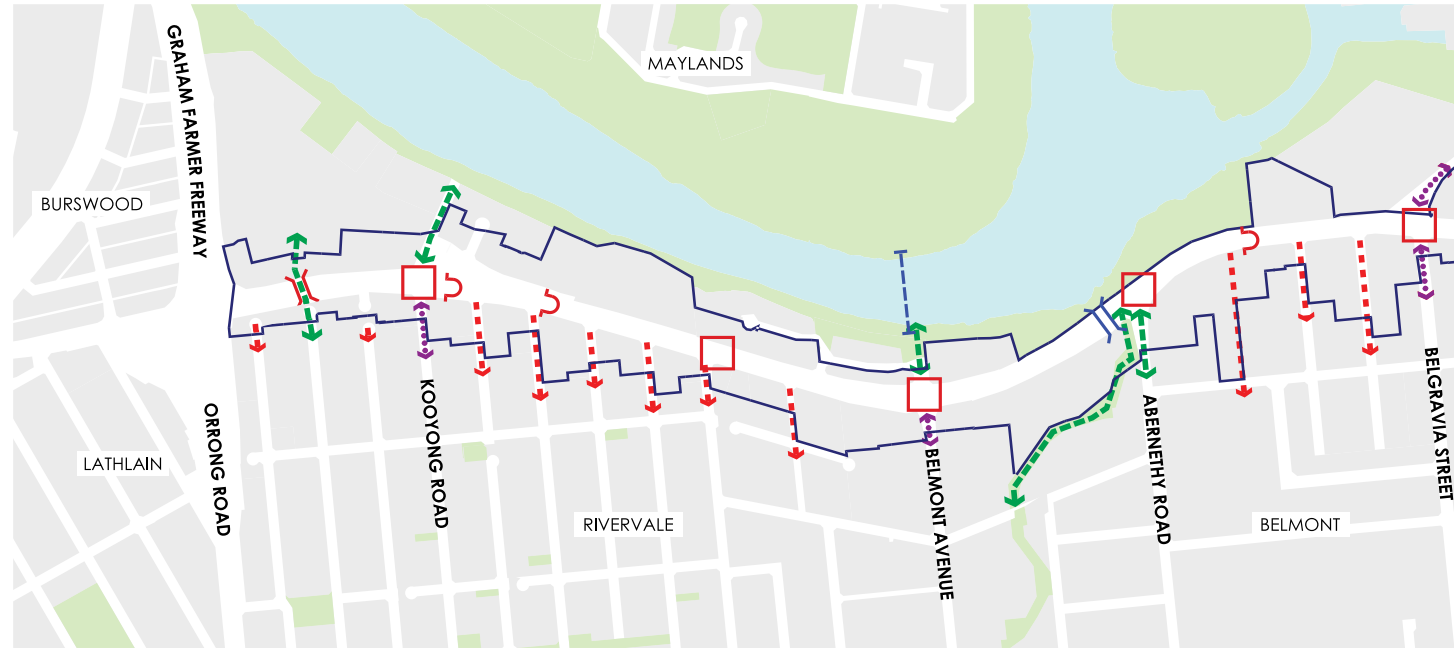 GRAHAM FARMER FREEWAY
MAYLANDS
BURSWOOD
LATHLAIN
ORRONG ROAD
KOOYONG ROAD
RIVERVALE
BELMONT AVENUE
ABERNETHY ROAD
BELMONT
BELGRAVIA STREET